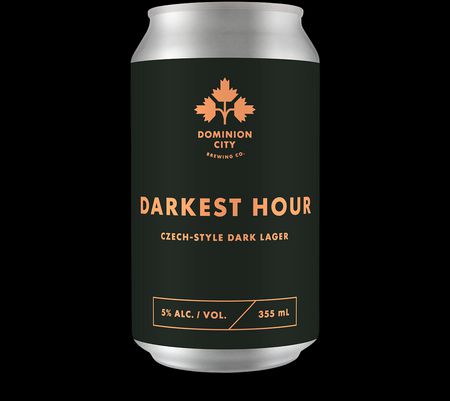 DOMINION
CITY
BREWING CO.
DARKEST HOUR
CZECH-STYLE DARK LAGER
5% ALC. / VOL. 355 mL